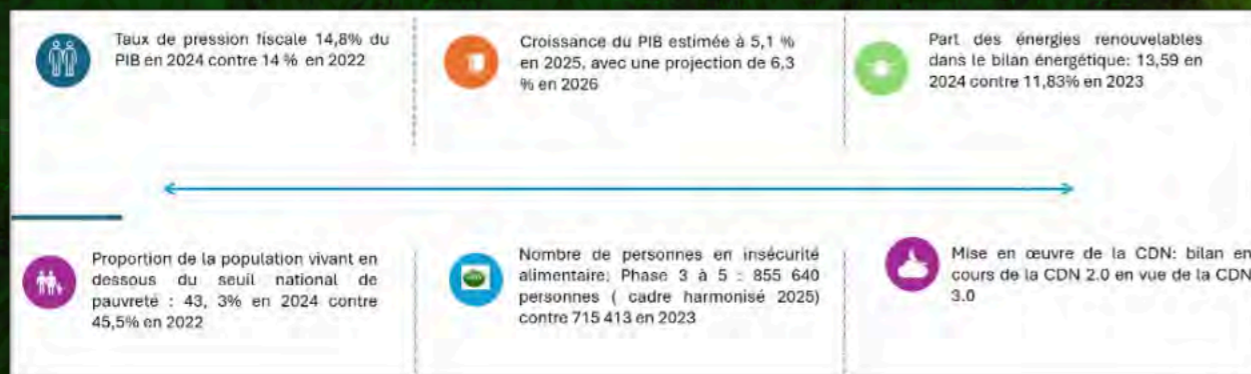 Taux de pression fiscale 14,8% du
PIB en 2024 contre 14 % en 2022
Croissance du PIB estimée à 5,1 %
en 2025, avec une projection de 6,3
% en 2026
Part des énergies renouvelables
dans le bilan énergétique: 13,59 en
2024 contre 11,83% en 2023
Proportion de la population vivant en
dessous du seuil national de
pauvreté : 43, 3% en 2024 contre
45,5% en 2022
Nombre de personnes en insécurité
alimentaire; Phase 3 à 5 : 855 640
personnes ( cadre harmonisé 2025)
contre 715 413 en 2023
Mise en œuvre de la CDN: bilan en
cours de la CDN 2.0 en vue de la CDN
3.0